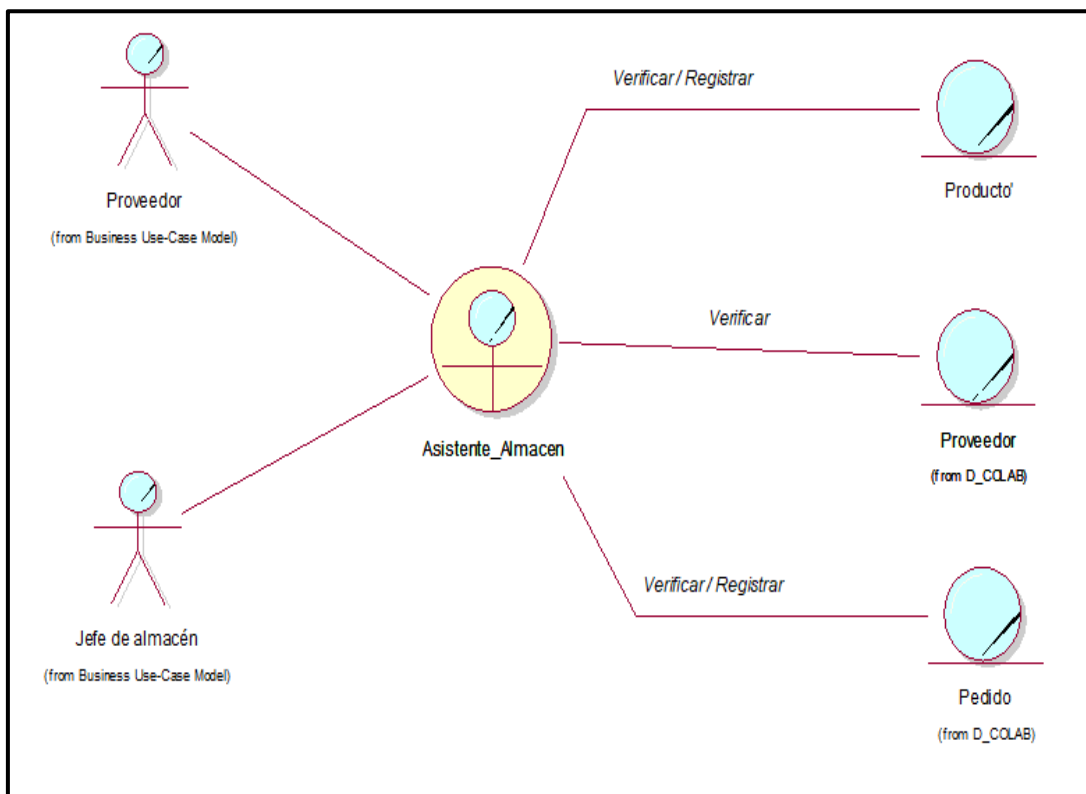 Verificar / Registrar
Proveedor
(from Business Use-Case Model)
Producto'
Verificar
Asistente_Almacen
Proveedor
(from D_COLAB)
Verificar / Registrar
Jefe de almacén
(from Business Use-Case Model)
Pedido
(from D_COLAB)